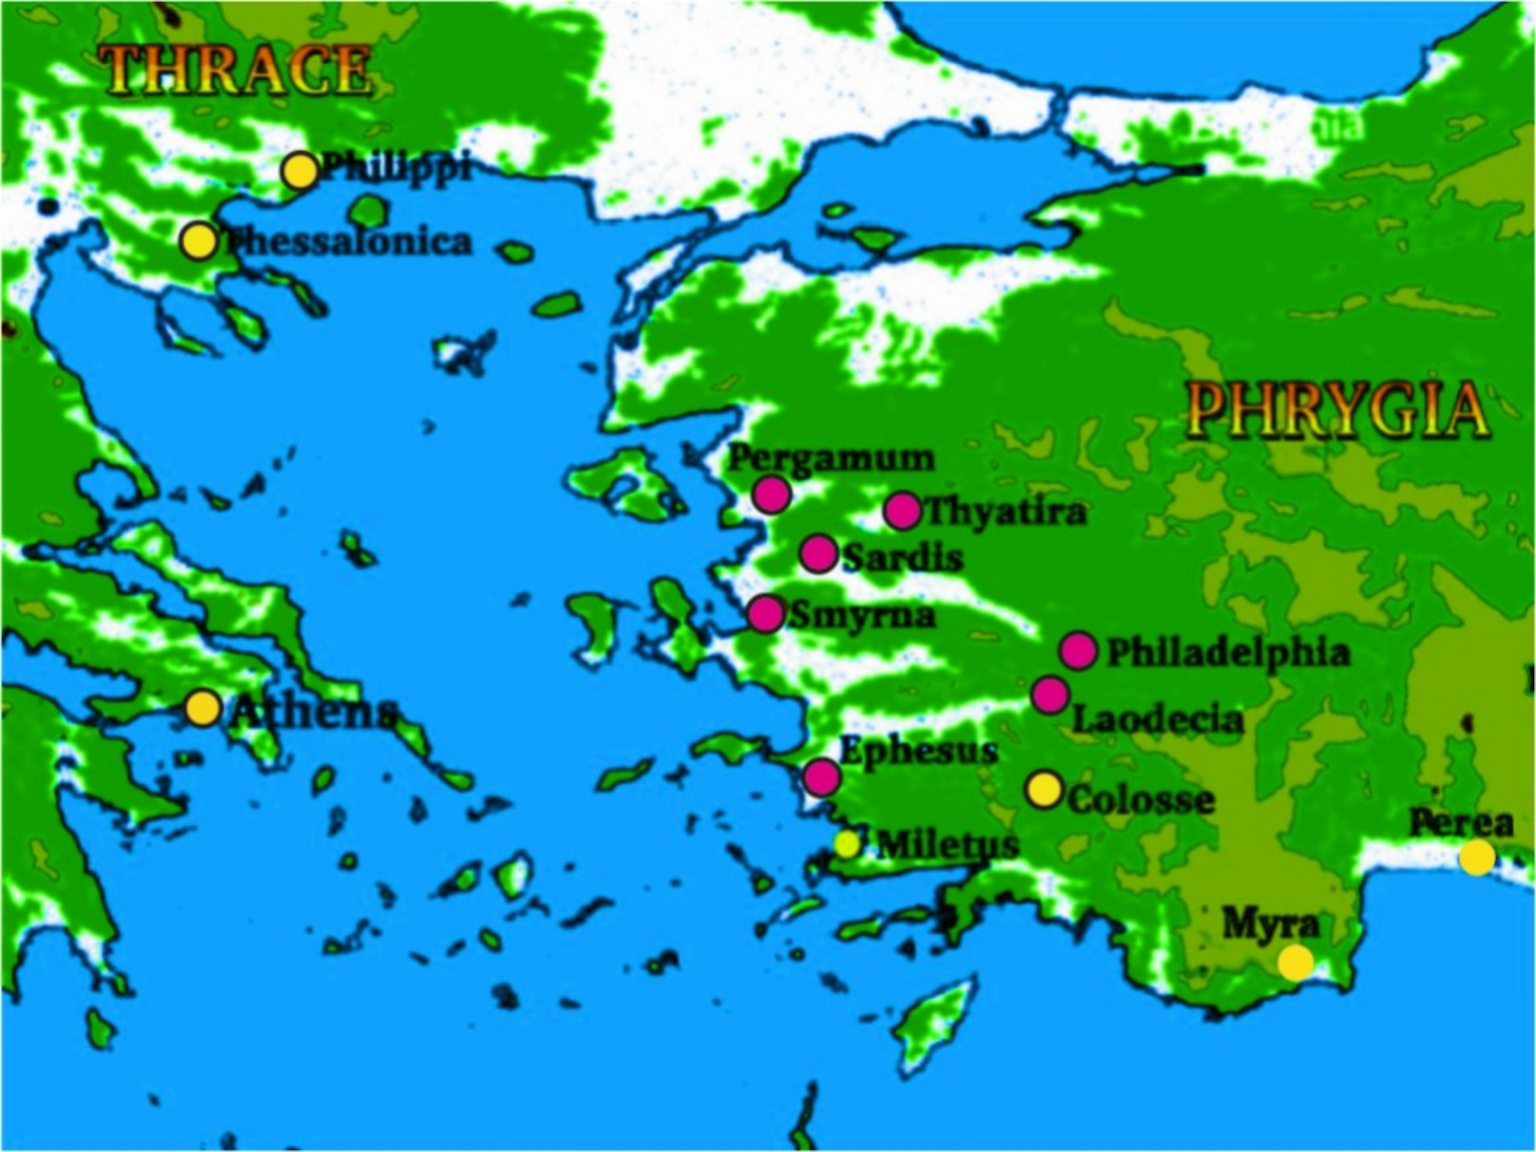 THRACE
Philippi
Thessalonica
PHRYGIA
Pergamum
Thyatira
Sardis
Smyrna
Philadelphia
Athens
Laodecia
Ephesus
Colosse
Perea
Miletus
Myra